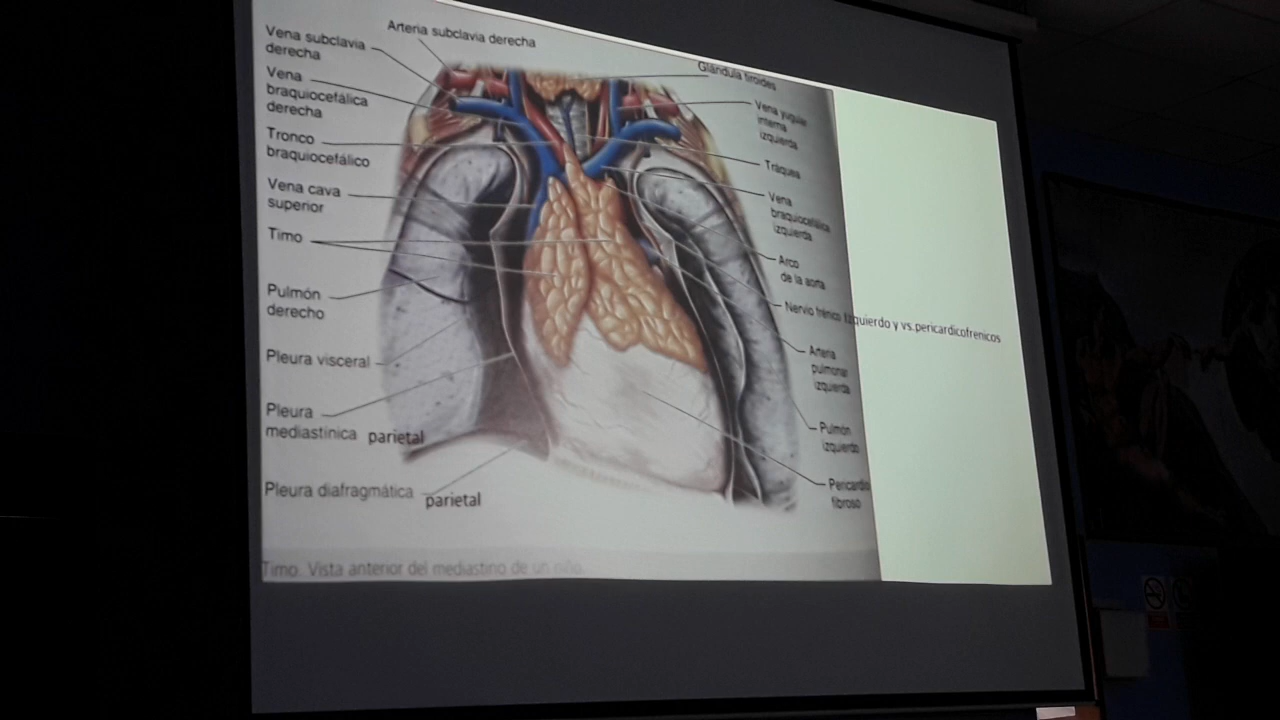 Arteria subclavia derecha
Vena subclavia
derecha
Vena
braquiocefálica
derecha
Tronco
braquiocefálico
Vena cava
superior
Timo
Pulmón
derecho
Pleura visceral
Pleura
mediastínica parietal
Pleura diafragmática
parietal
Glándula tiroides
Vena yugular
interna
izquierda
Tráquea
Vena
braquiocefálica
izquierda
Arco
de la aorta
Nervio frénico izquierdo y vs.pericardicofrenicos
Arteria
pulmonar
izquierda
Pulmón
izquierdo
Pericardio
fibroso
Timo. Vista anterior del mediastino de un niño.